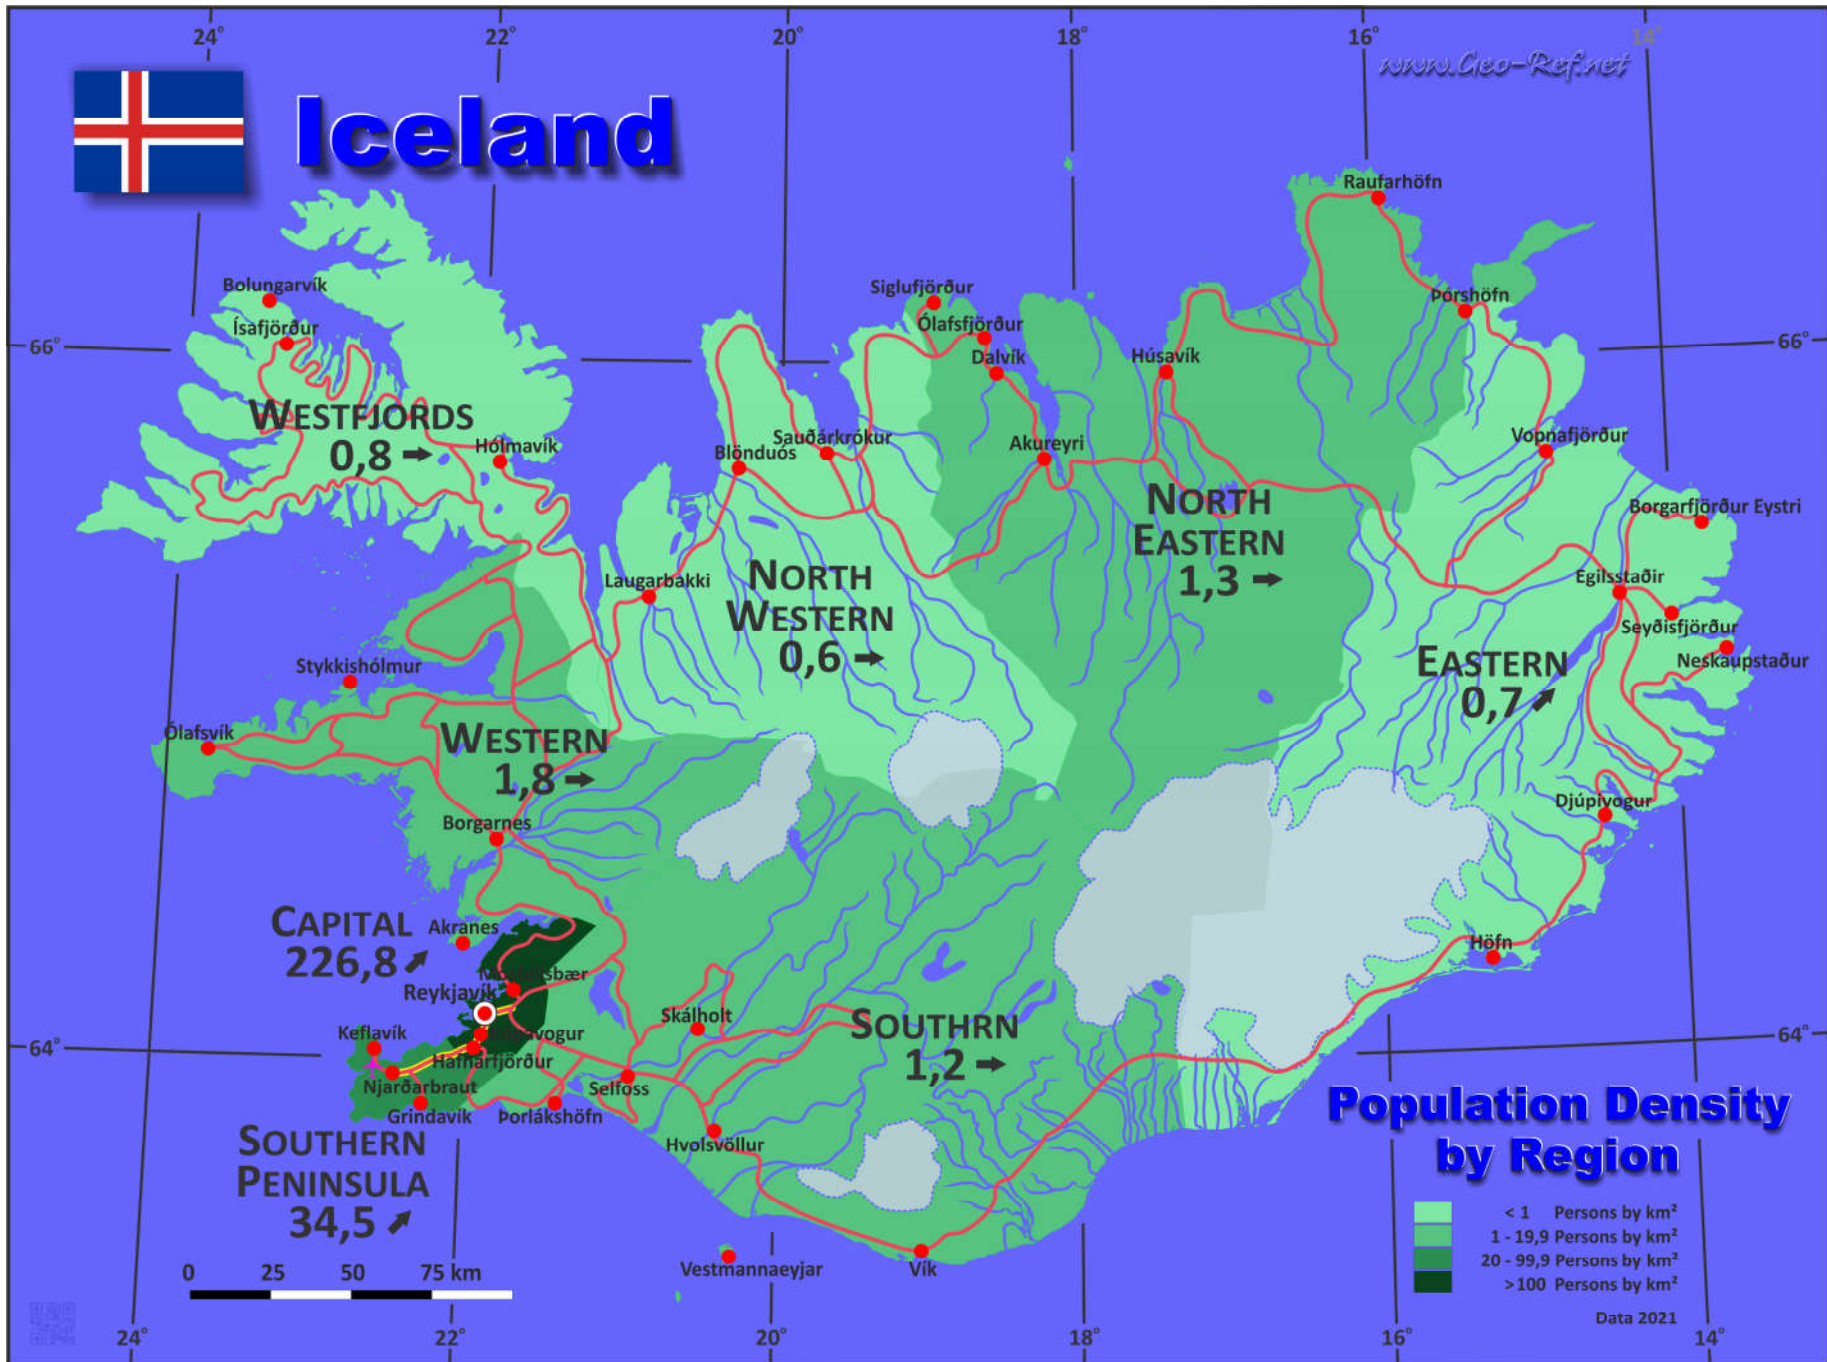 24° 22° 20° 18° 16° 14°
www.Geo-Ref.net
Iceland
Raufarhöfn
Bolungarvík
Siglufjörður
Þórshöfn
Ísafjörður
Ólafsfjörður
66°
66°
Dalvík
Húsavík
WESTFJORDS
0,8
Hólmavík
Sauðárkrókur
Blönduós
Akureyri
Vopnafjörður
NORTH
EASTERN
1,3
Borgarfjörður Eystri
Laugarbakki
NORTH
WESTERN
0,6
Egilsstaðir
Seyðisfjörður
Neskaupstaður
EASTERN
0,7
Stykkishólmur
Ólafsvík
WESTERN
1,8
Borgarnes
Djúpivogur
CAPITAL
226,8
Akranes
Höfn
Reykjavík
Skálholt
SOUTHRN
1,2
Keflavík
64°
64°
Hafnarfjörður
Njarðarbraut
Grindavík
Selfoss
Þorlákshöfn
Hvolsvöllur
SOUTHERN
PENINSULA
34,5
Population Density
by Region
< 1 Persons by km²
1 - 19,9 Persons by km²
20 - 99,9 Persons by km²
>100 Persons by km²
Data 2021
Vestmannaeyjar
Vík
0 25 50 75 km
24° 22° 20° 18° 16° 14°